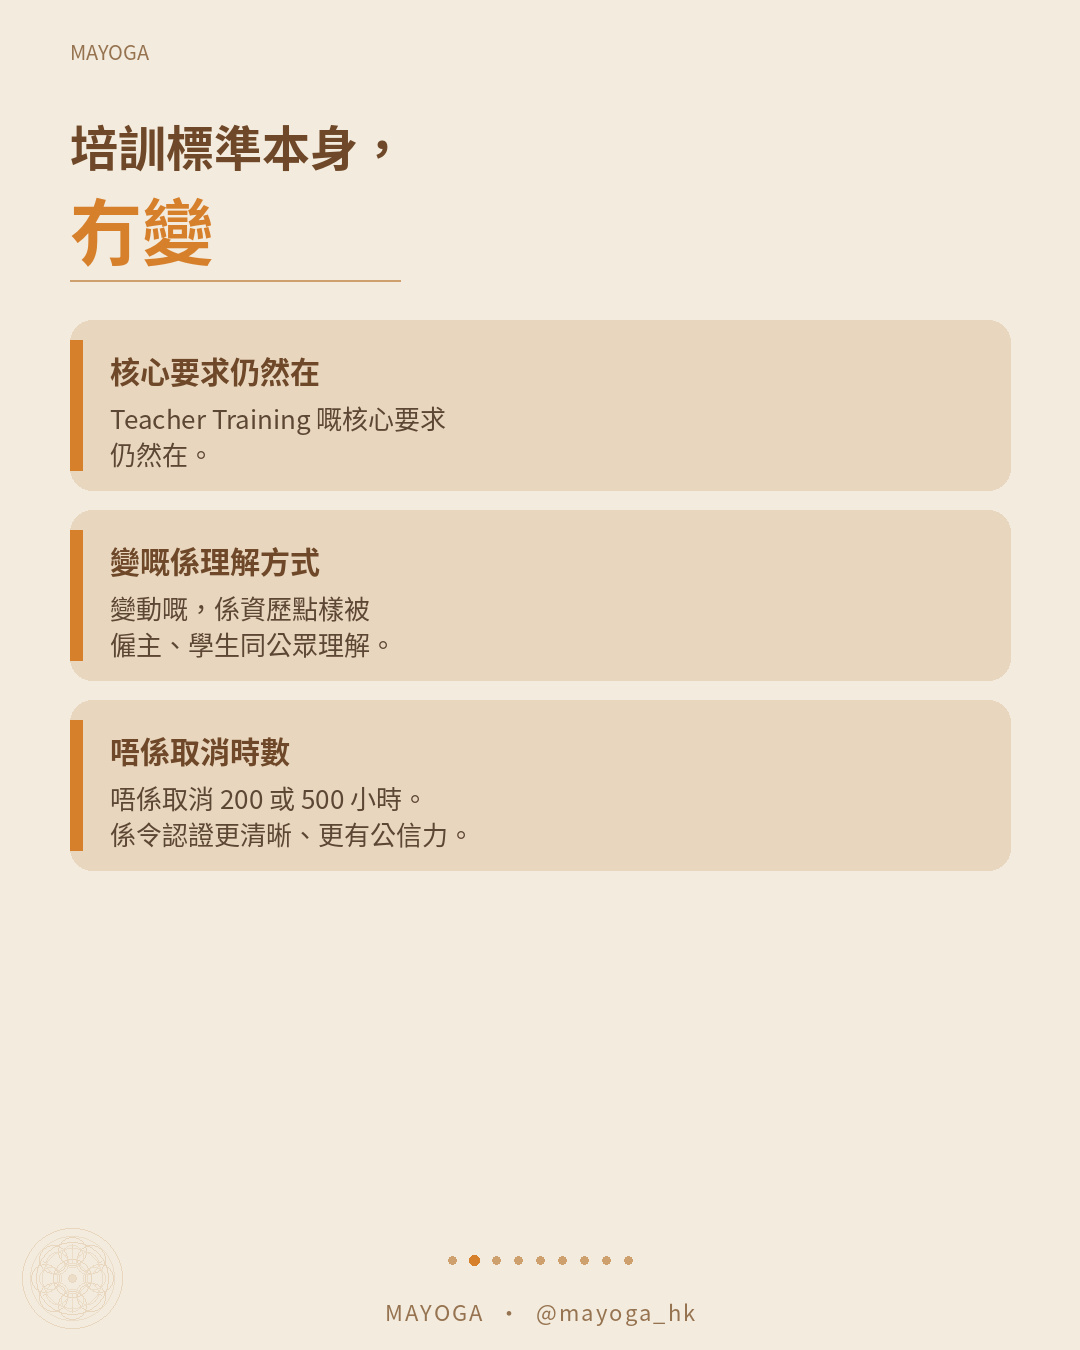 MAYOGA
培訓標準本身，
冇變
核心要求仍然在
Teacher Training 嘅核心要求
仍然在。
變嘅係理解方式
變動嘅，係資歷點樣被
僱主、學生同公眾理解。
唔係取消時數
唔係取消 200 或 500 小時。
係令認證更清晰、更有公信力。
MAYOGA • @mayoga_hk